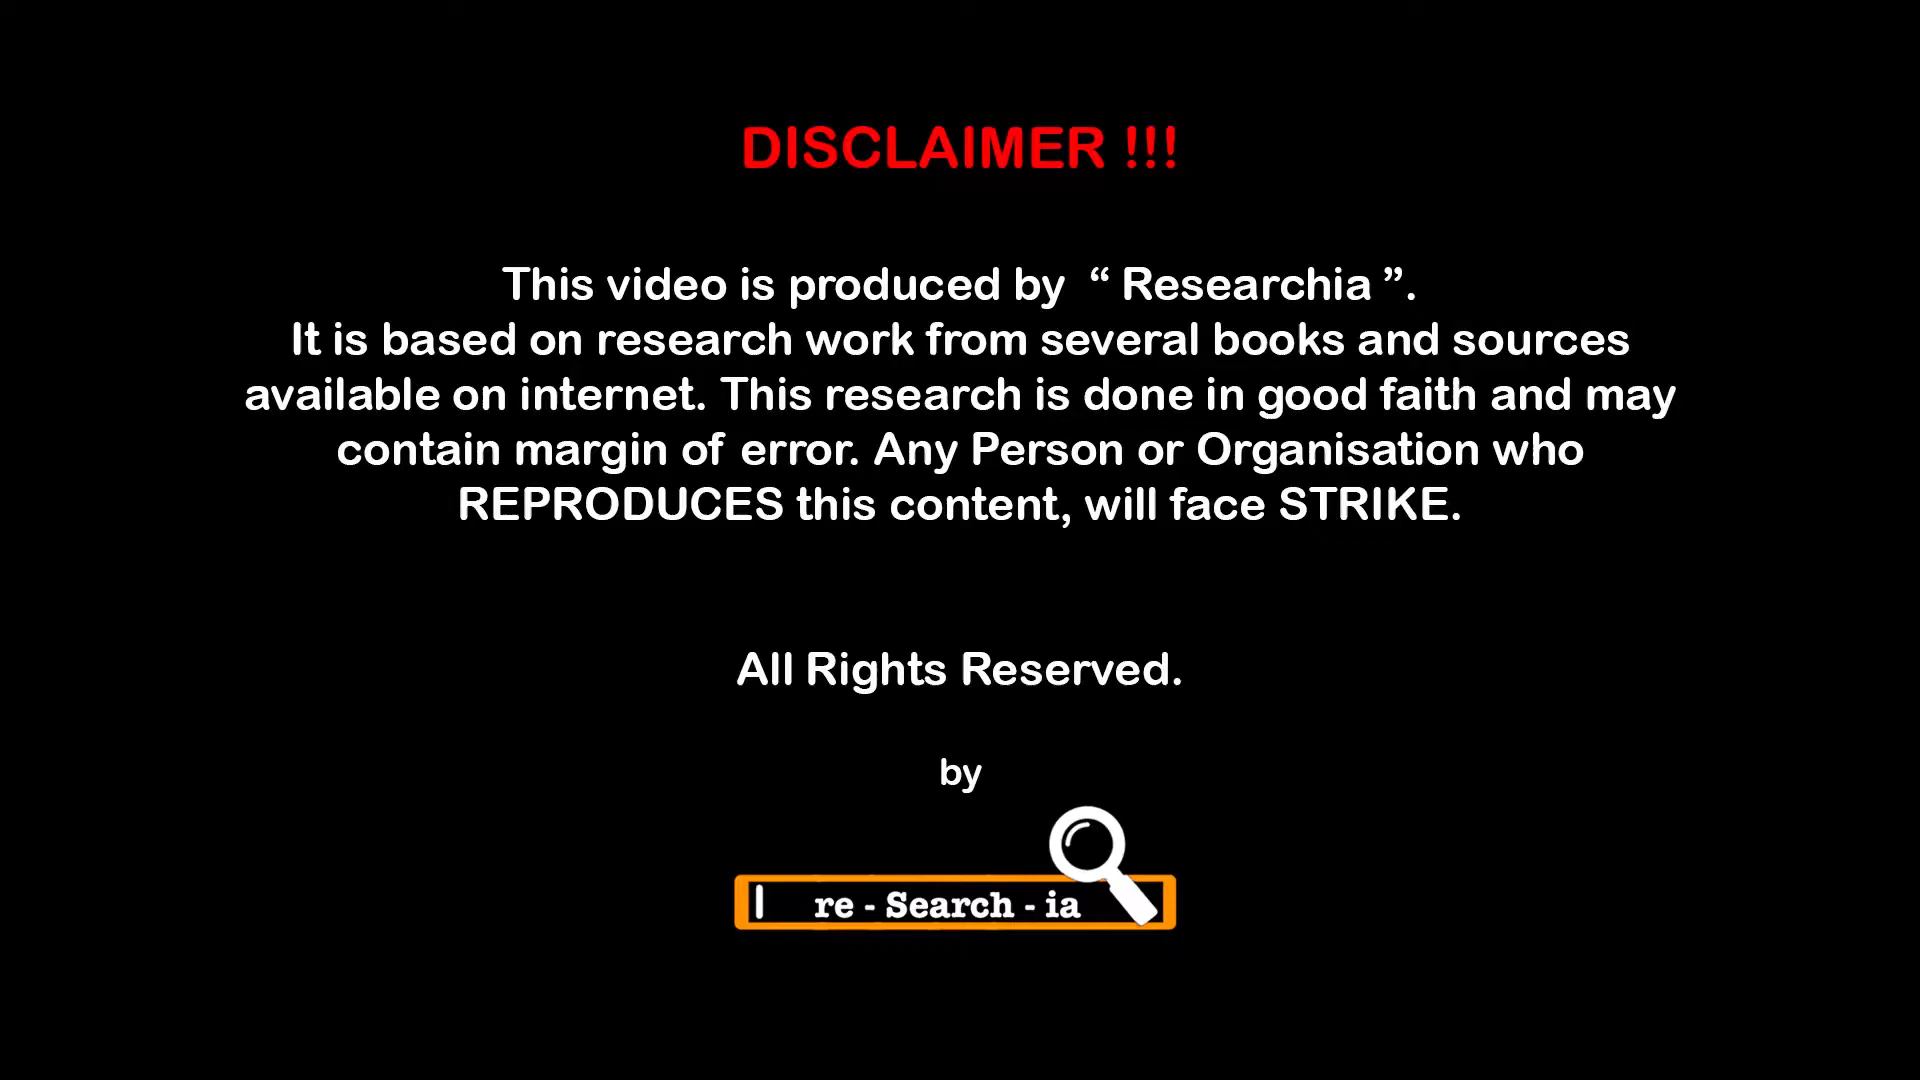 DISCLAIMER !!!
This video is produced by “ Researchia ”.
It is based on research work from several books and sources
available on internet. This research is done in good faith and may
contain margin of error. Any Person or Organisation who
REPRODUCES this content, will face STRIKE.
All Rights Reserved.
by
re - Search - ia